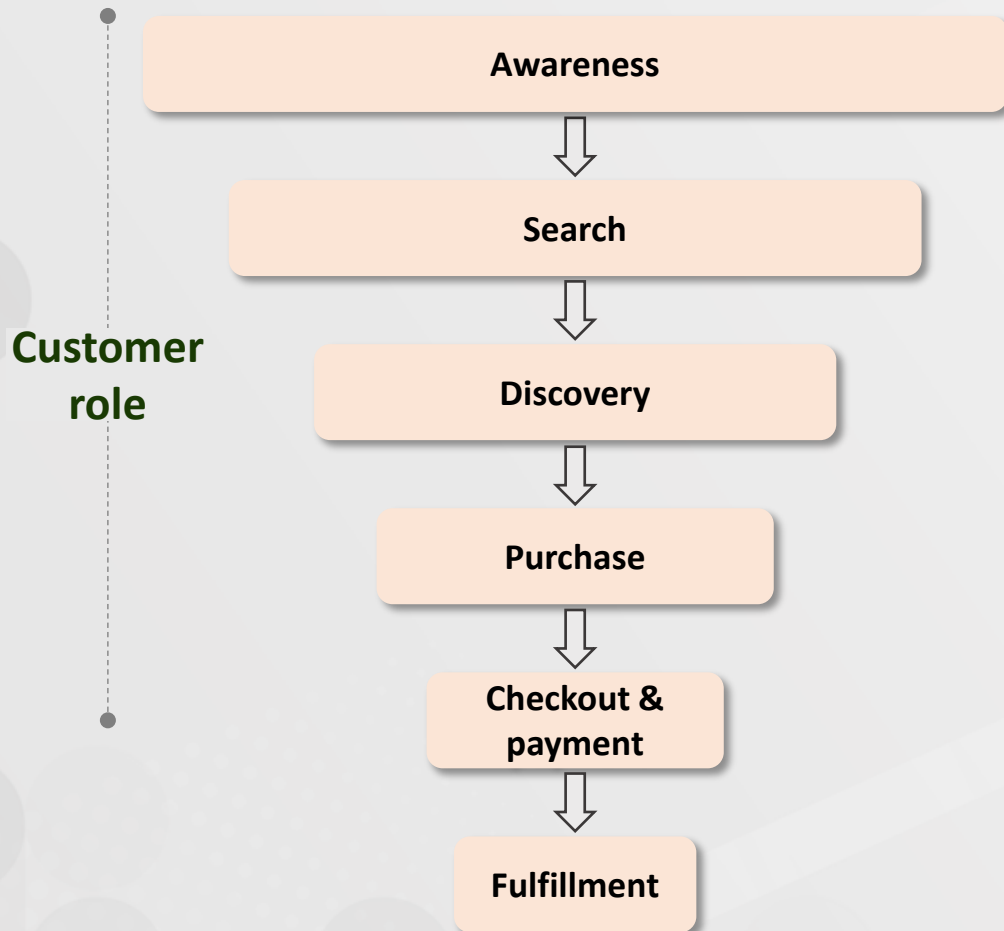 Awareness
Search
Customer
role
Discovery
Purchase
Checkout &
payment
Fulfillment